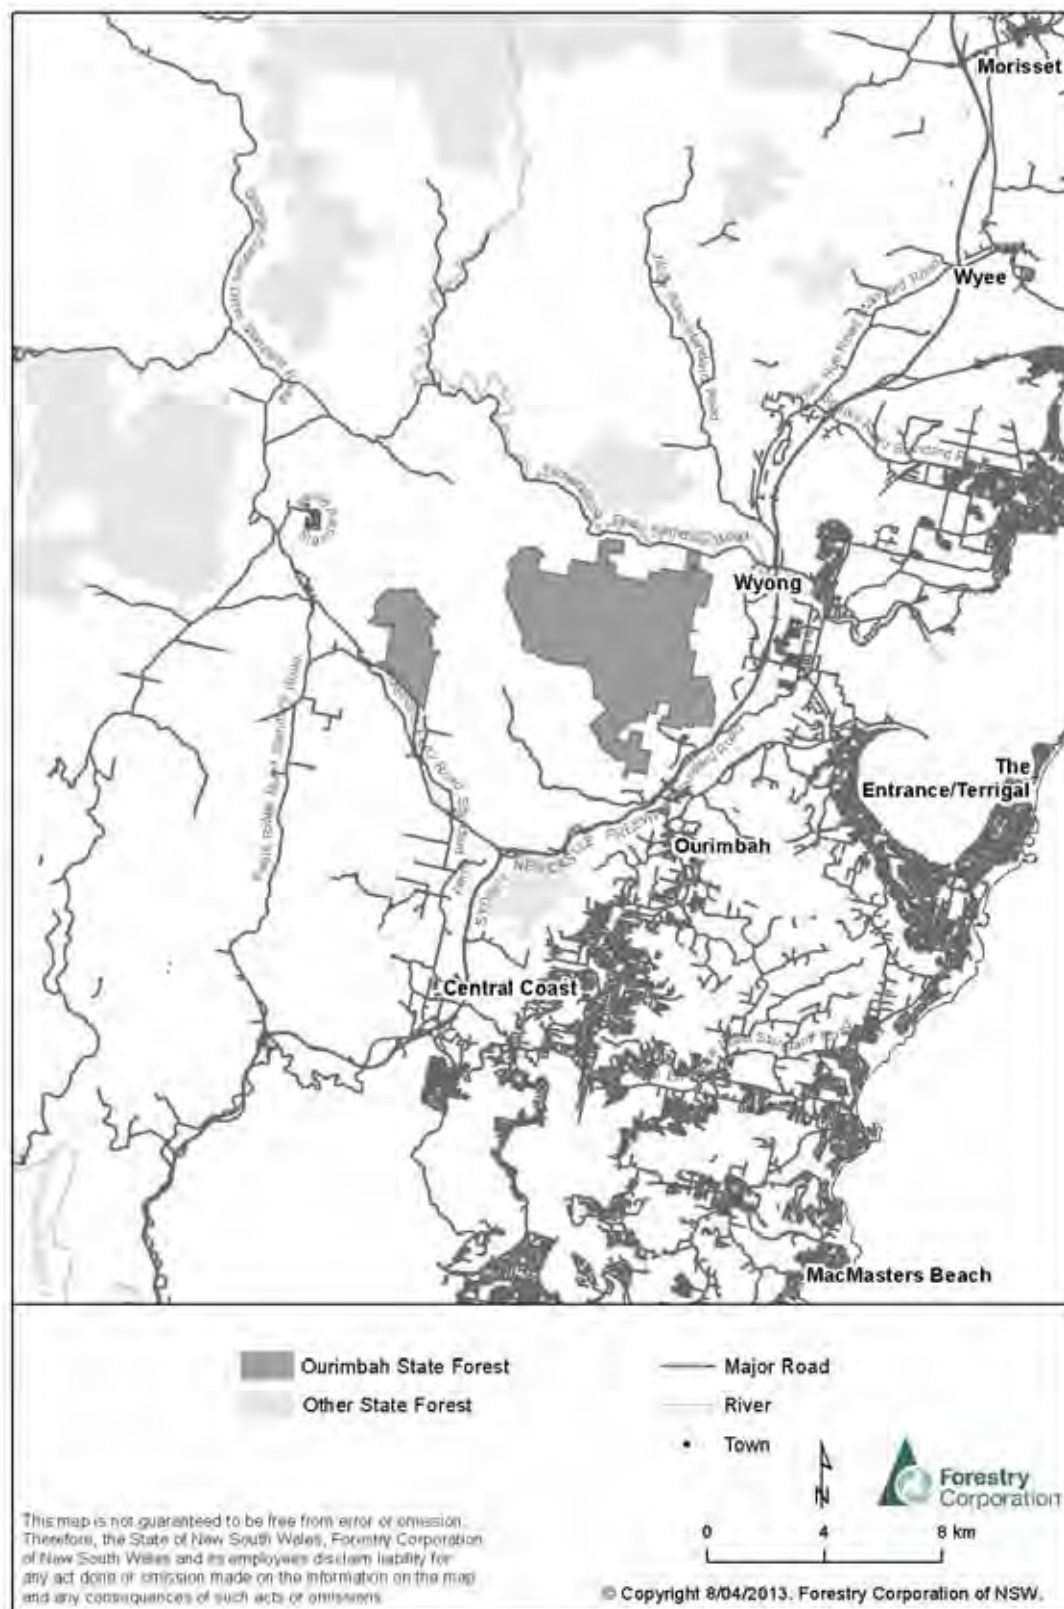 Morisset
Wyee
Wyong
The
Entrance/Terrigal
Ourimbah
Central Coast
MacMasters Beach
Ourimbah State Forest
Other State Forest
Major Road
River
Town
N
Forestry
Corporation
This map is not guaranteed to be free from error or omission.
Therefore, the State of New South Wales, Forestry Corporation
of New South Wales and its employees disclaim liability for
any act done or omission made on the information on the map
and any consequences of such acts or omissions.
0 4 8 km
© Copyright 8/04/2013. Forestry Corporation of NSW.